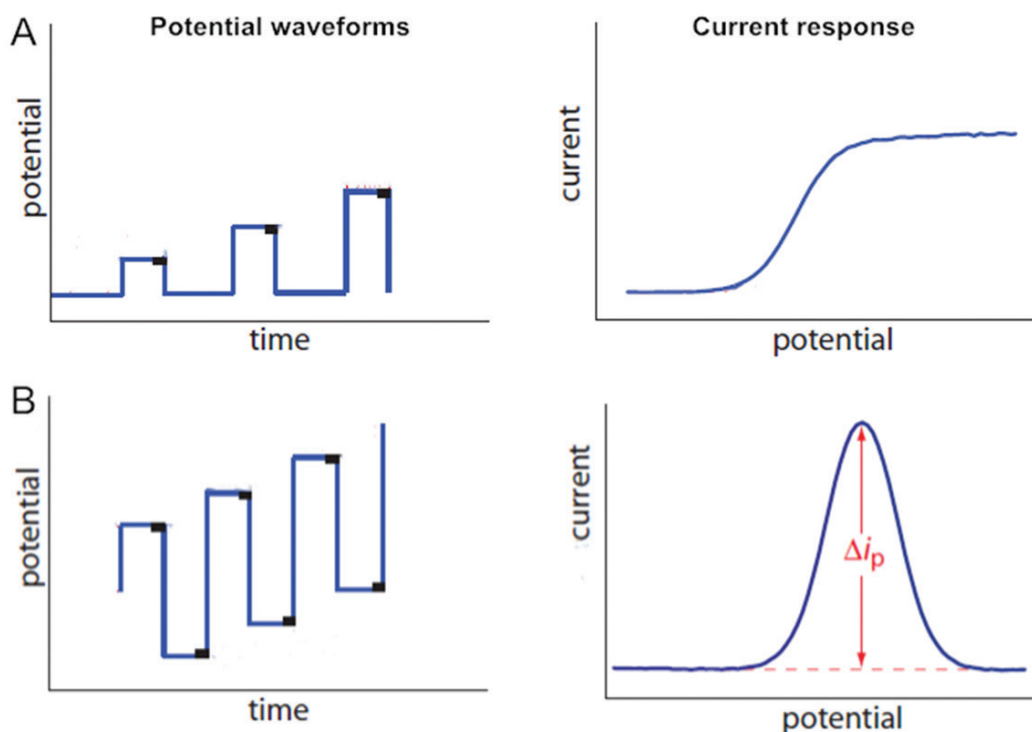 A
Potential waveforms
Current response
potential
time
current
potential
B
potential
time
current
Δip
potential